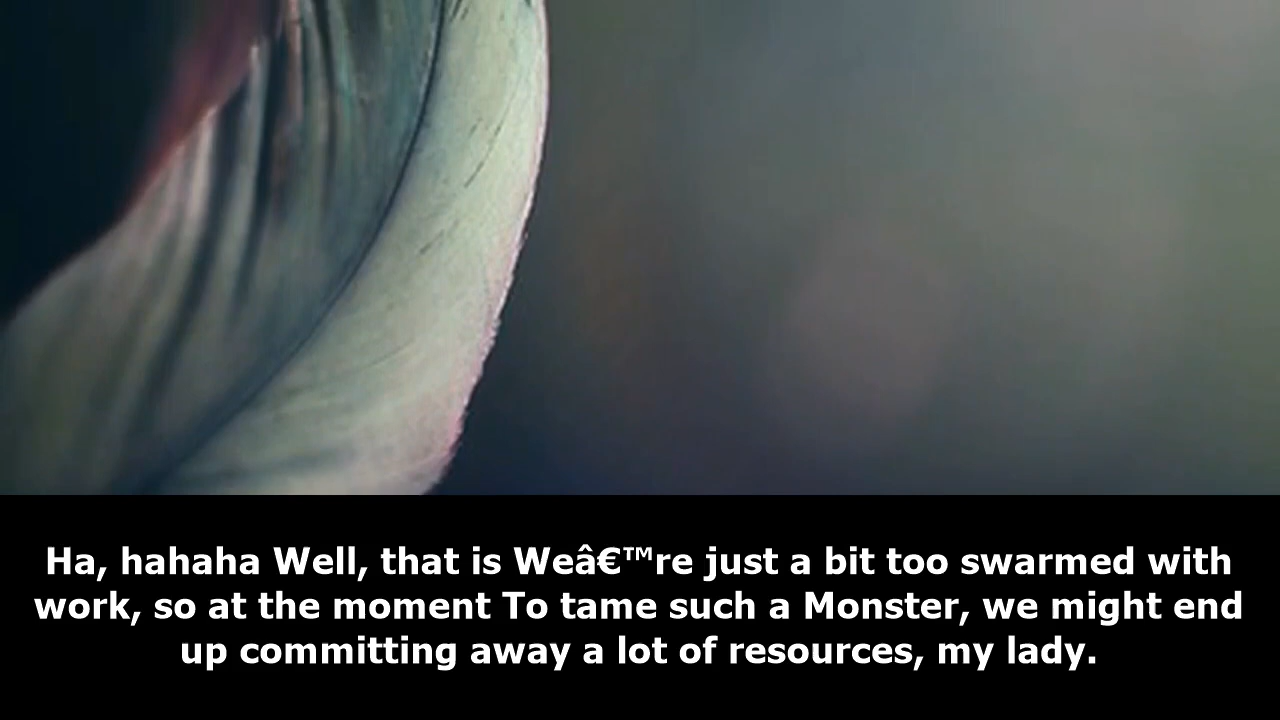 Ha, hahaha Well, that is Weâ€™re just a bit too swarmed with
work, so at the moment To tame such a Monster, we might end
up committing away a lot of resources, my lady.